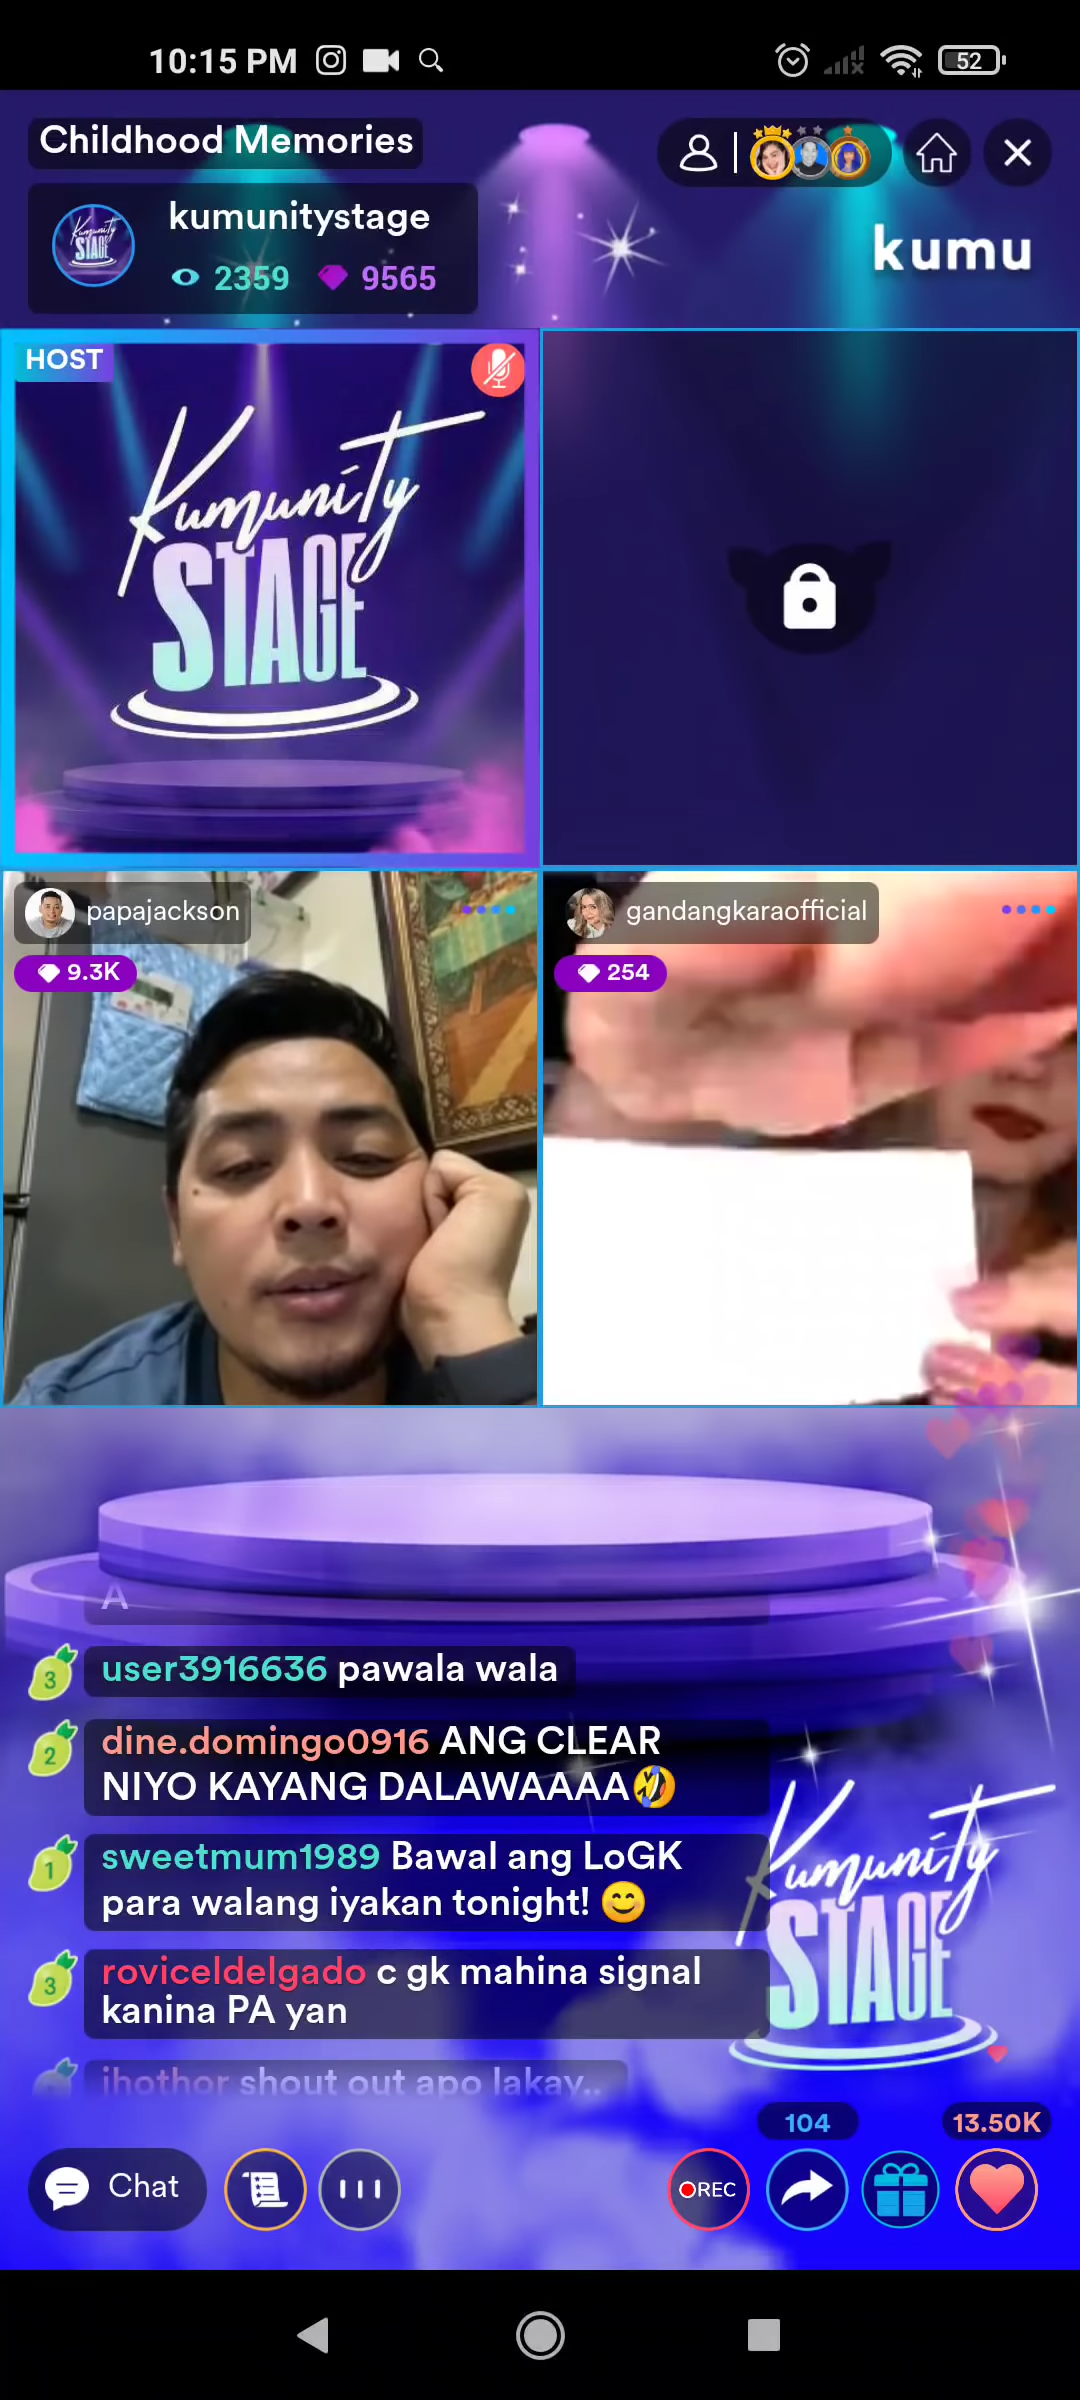 10:15 PM
52
Childhood Memories
kumunitystage
2359 9565
kumu
HOST
Kumunity
STAGE
papajackson
9.3K
gandangkaraofficial
254
A
3 user3916636 pawala wala
2 dine.domingo0916 ANG CLEAR
NIYO KAYANG DALAWAAAA🤣
1 sweetmum1989 Bawal ang LoGK
para walang iyakan tonight! 😊
3 roviceldelgado c gk mahina signal
kanina PA yan
jhothor shout out apo lakay..
Kumunity
STAGE
104
13.50K
Chat
REC